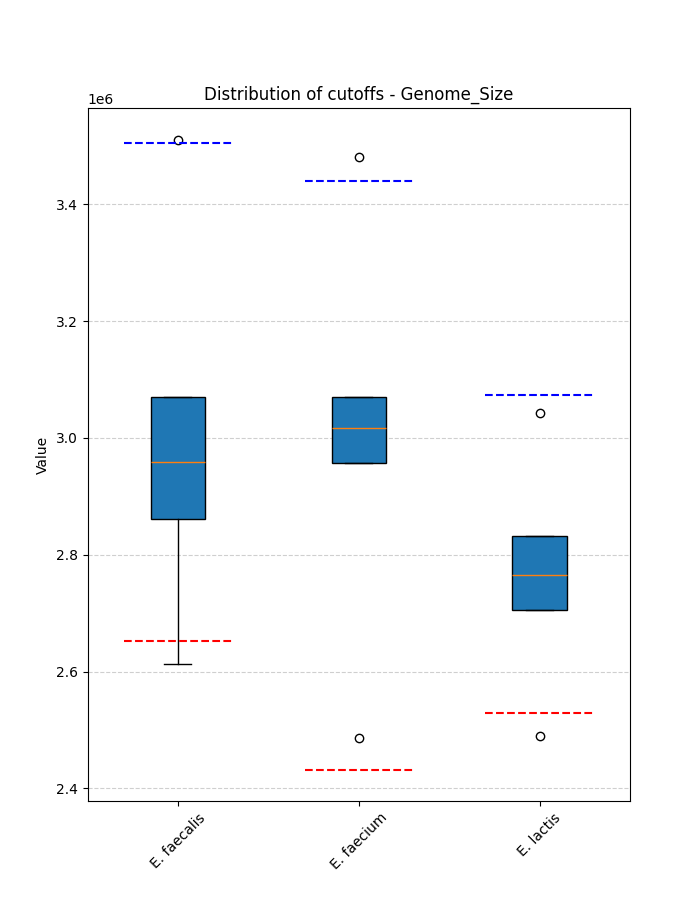 Distribution of cutoffs - Genome_Size
1e6
3.4
3.2
3.0
2.8
2.6
2.4
Value
E. faecalis
E. faecium
E. lactis